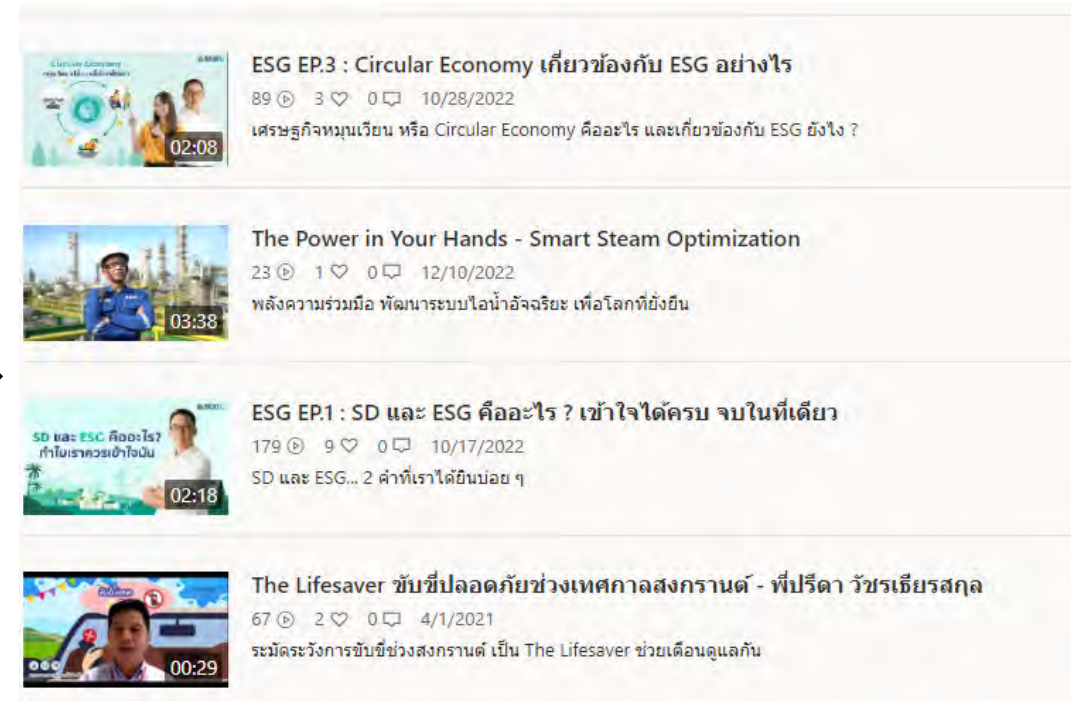 Circular Economy
02:08
ESG EP.3 : Circular Economy เกี่ยวข้องกับ ESG อย่างไร
89 3 0 10/28/2022
เศรษฐกิจหมุนเวียน หรือ Circular Economy คืออะไร และเกี่ยวข้องกับ ESG ยังไง ?
03:38
The Power in Your Hands - Smart Steam Optimization
23 1 0 12/10/2022
พลังความร่วมมือ พัฒนาระบบไอน้ำอัจฉริยะ เพื่อโลกที่ยั่งยืน
SD และ ESG คืออะไร?
ทำไมเราควรเข้าใจมัน
02:18
ESG EP.1 : SD และ ESG คืออะไร ? เข้าใจได้ครบ จบในที่เดียว
179 9 0 10/17/2022
SD และ ESG... 2 คำที่เราได้ยินบ่อย ๆ
00:29
The Lifesaver ขับขี่ปลอดภัยช่วงเทศกาลสงกรานต์ - พี่ปรีดา วัชรเธียรสกุล
67 2 0 4/1/2021
ระมัดระวังการขับขี่ช่วงสงกรานต์ เป็น The Lifesaver ช่วยเตือนดูแลกัน